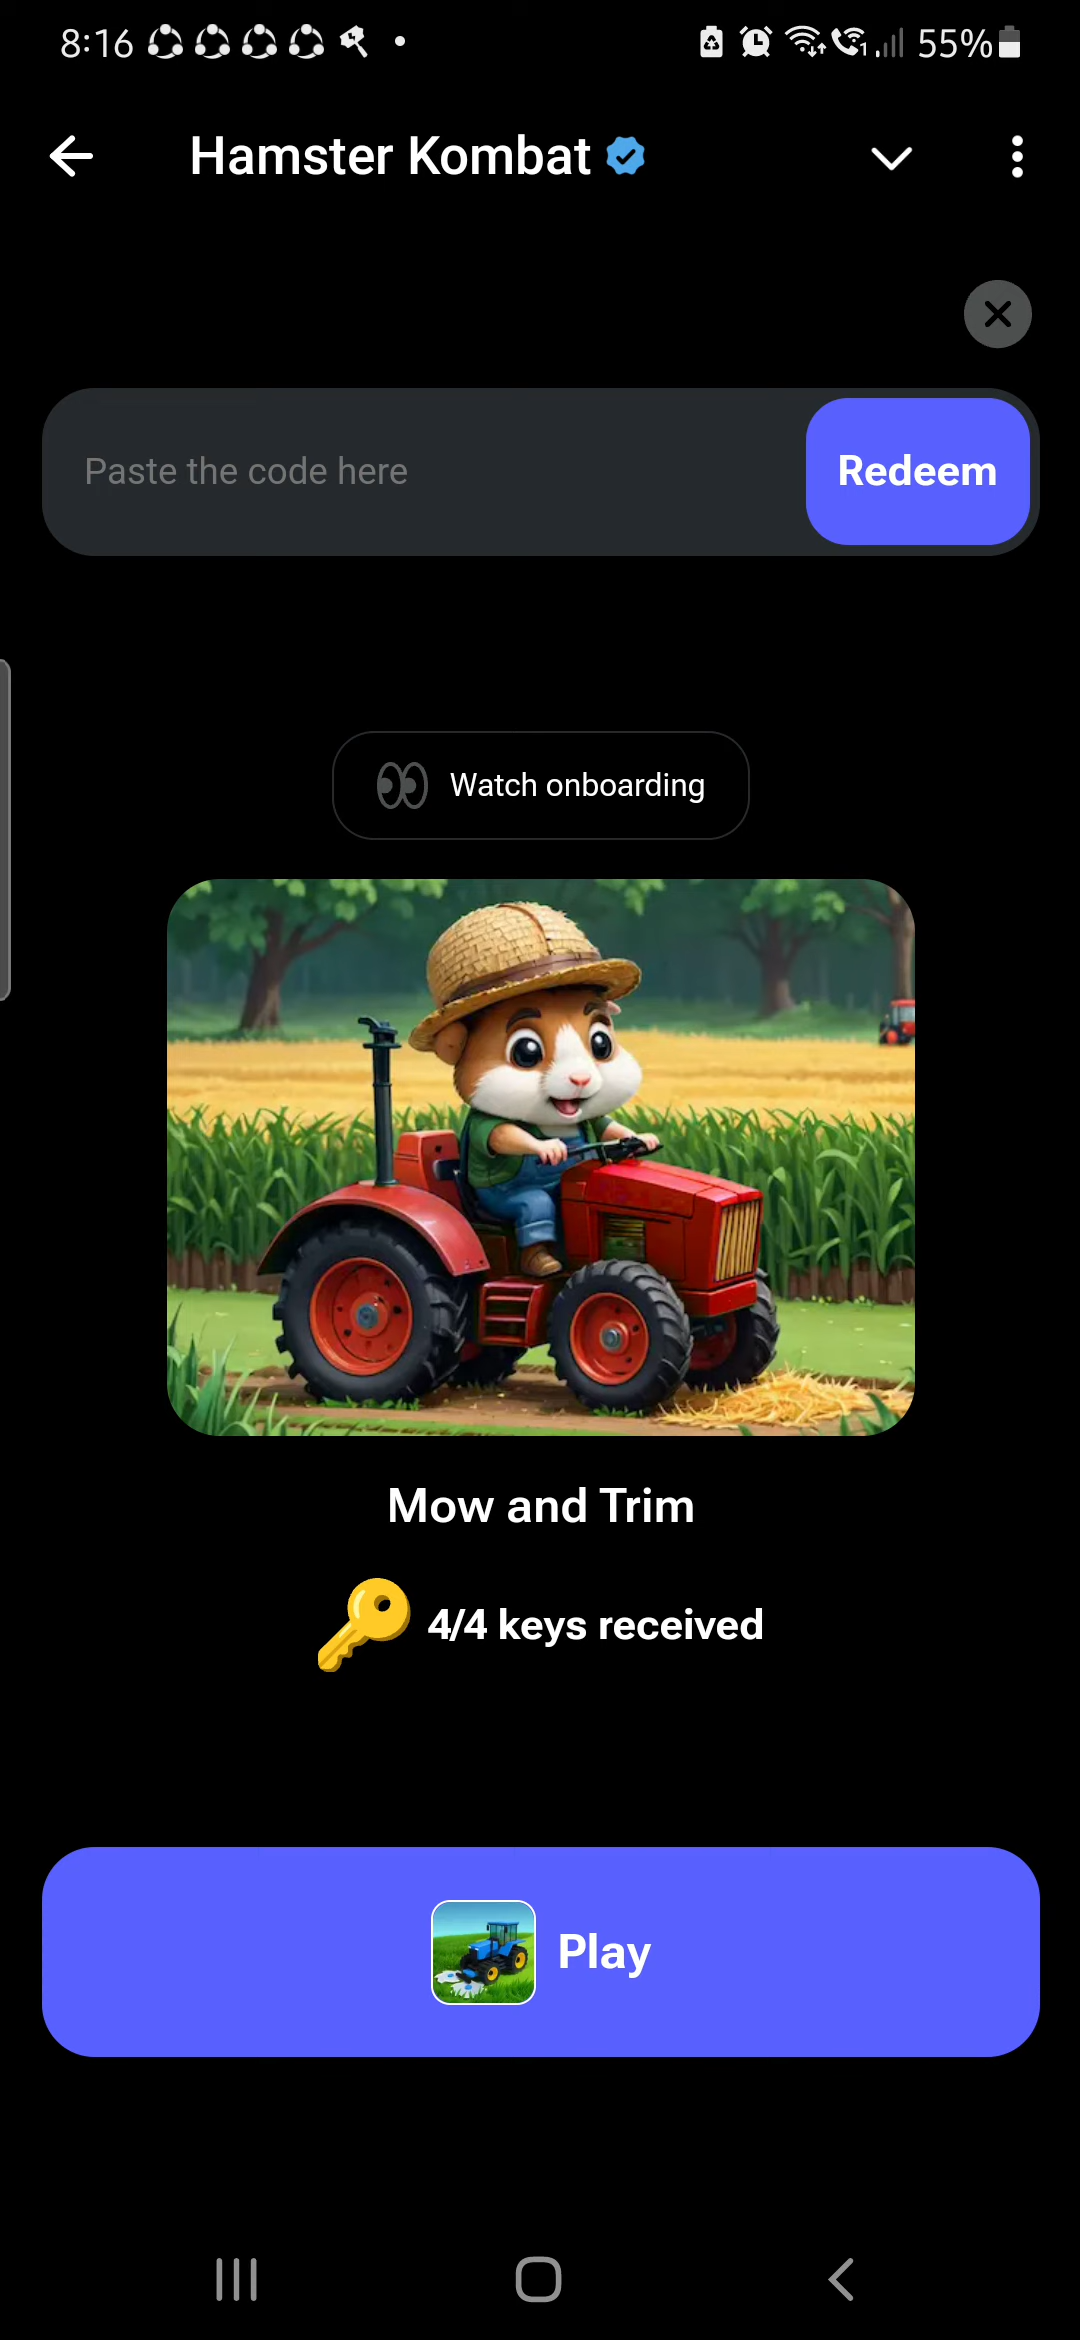 8:16
55%
Hamster Kombat
Paste the code here
Redeem
Watch onboarding
Mow and Trim
4/4 keys received
Play